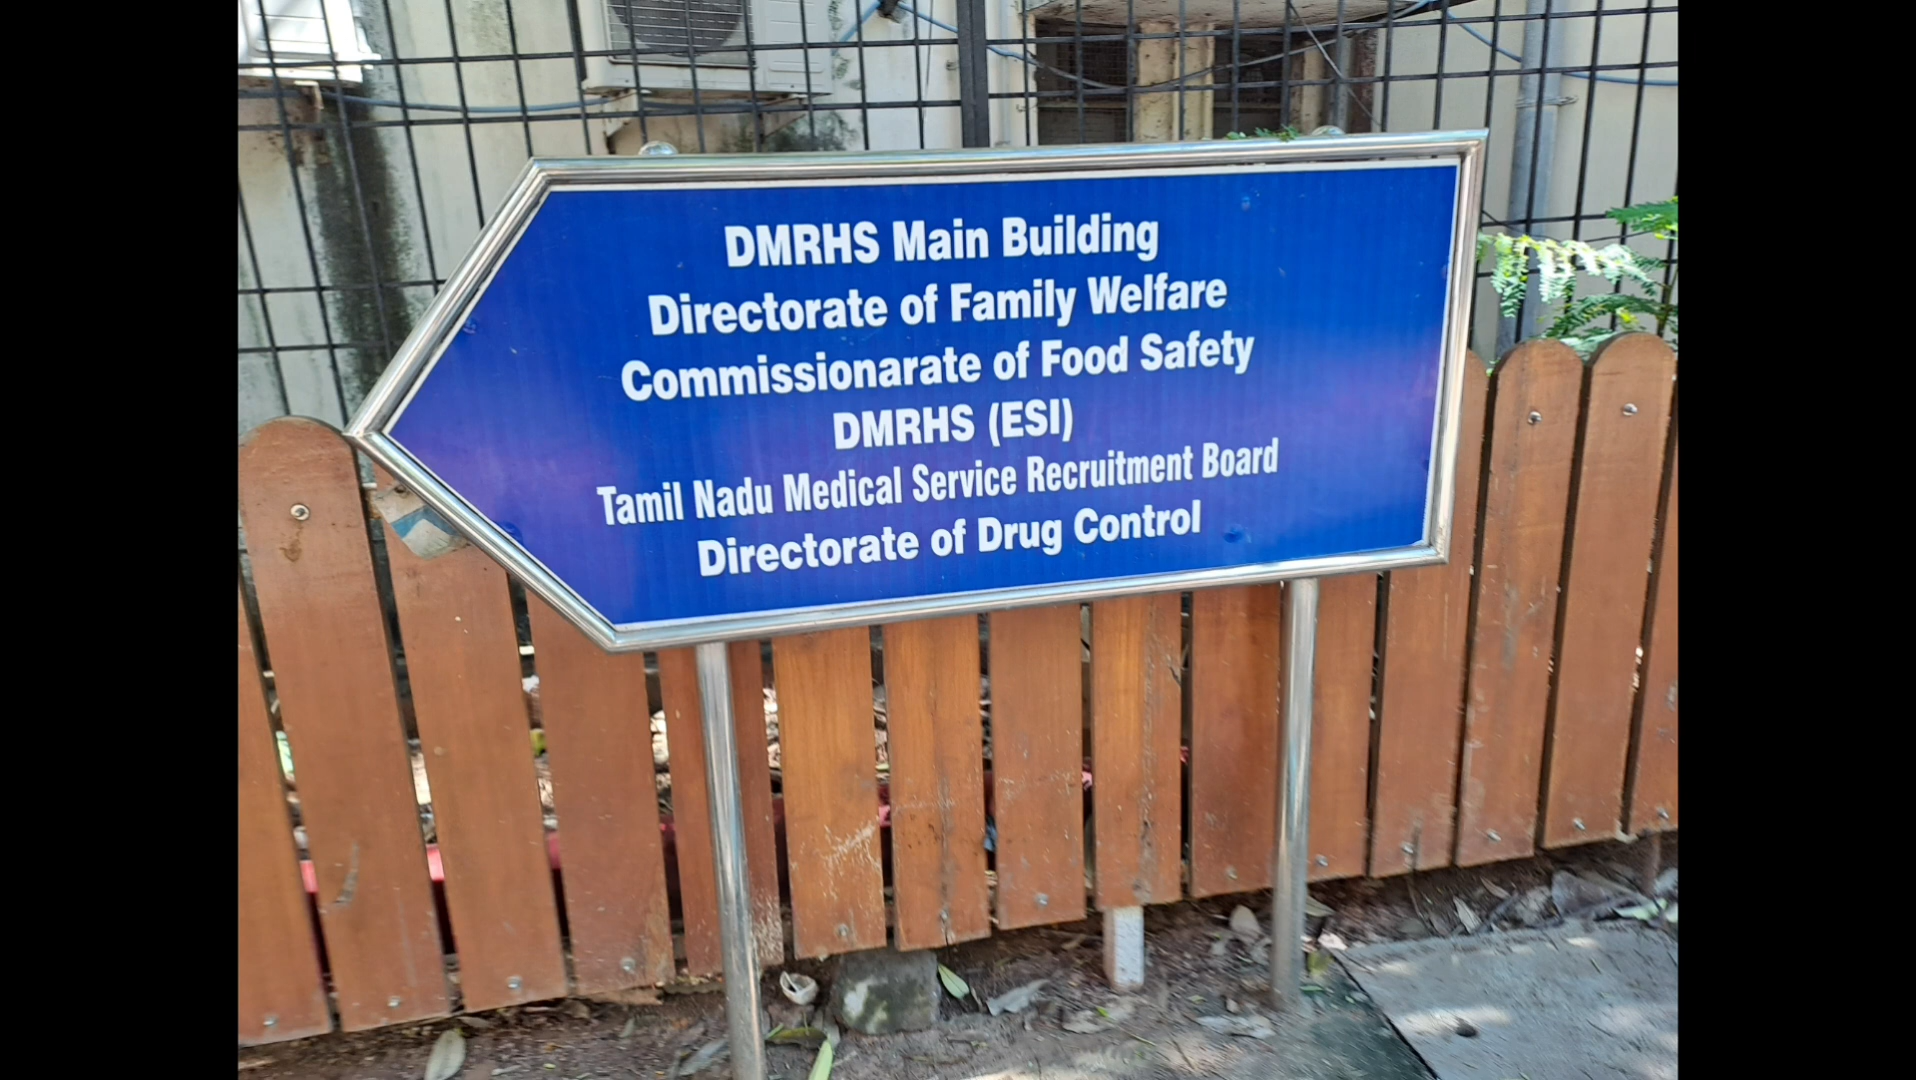 DMRHS Main Building
Directorate of Family Welfare
Commissionarate of Food Safety
DMRHS (ESI)
Tamil Nadu Medical Service Recruitment Board
Directorate of Drug Control